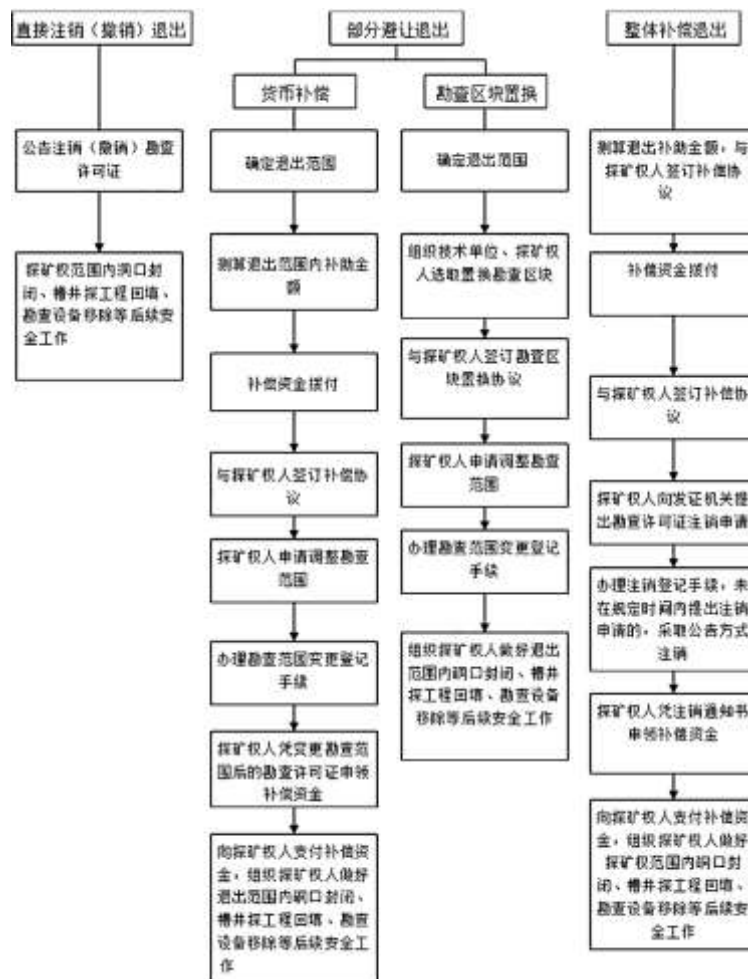 直接注销（撤销）退出
公告注销（撤销）勘查
许可证
探矿权范围内洞口封
闭、槽井探工程回填、
勘查设备移除等后续安
全工作
部分避让退出
货币补偿
确定退出范围
测算退出范围内补助金
额
补偿资金拨付
与探矿权人签订补偿协
议
探矿权人申请调整勘查
范围
办理勘查范围变更登记
手续
探矿权人凭变更勘查范
围后的勘查许可证申领
补偿资金
向探矿权人支付补偿资
金，组织探矿权人做好
退出范围内硐口封闭、
槽井探工程回填、勘查
设备移除等后续安全工
作
勘查区块置换
确定退出范围
组织技术单位、探矿权
人选取置换勘查区块
与探矿权人签订勘查区
块置换协议
探矿权人申请调整勘查
范围
办理勘查范围变更登记
手续
组织探矿权人做好退出
范围内硐口封闭、槽井
探工程回填、勘查设备
移除等后续安全工作
整体补偿退出
测算退出补助金额，与
探矿权人签订补偿协
议
补偿资金拨付
与探矿权人签订补偿协
议
探矿权人向发证机关提
出勘查许可证注销申请
办理注销登记手续，未
在规定时间内提出注销
申请的，采取公告方式
注销
探矿权人凭注销通知书
申领补偿资金
向探矿权人支付补偿资
金，组织探矿权人做好
探矿权范围内硐口封
闭、槽井探工程回填、
勘查设备移除等后续安
全工作